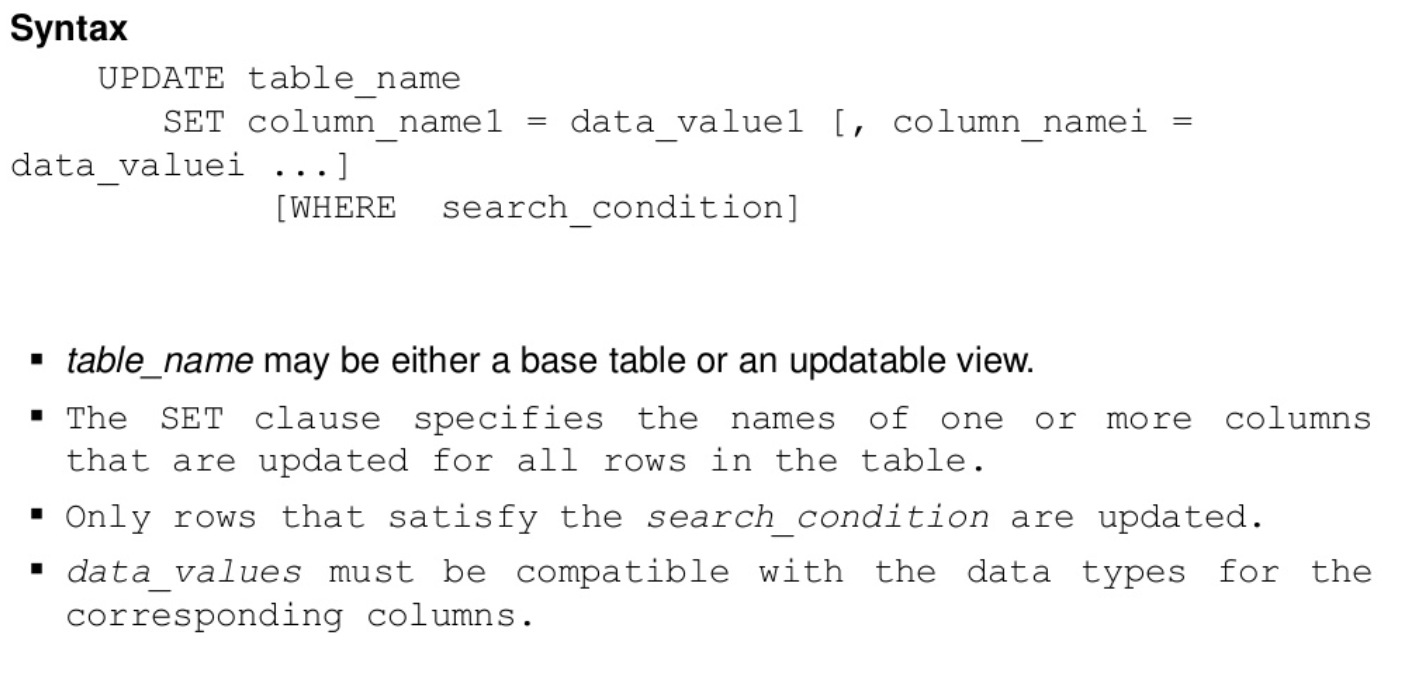 Syntax
UPDATE table_name
SET column_name1 = data_value1 [, column_namei =
data_valuei ...]
[WHERE search_condition]
▪ table_name may be either a base table or an updatable view.
▪ The SET clause specifies the names of one or more columns
that are updated for all rows in the table.
▪ Only rows that satisfy the search_condition are updated.
▪ data_values must be compatible with the data types for the
corresponding columns.